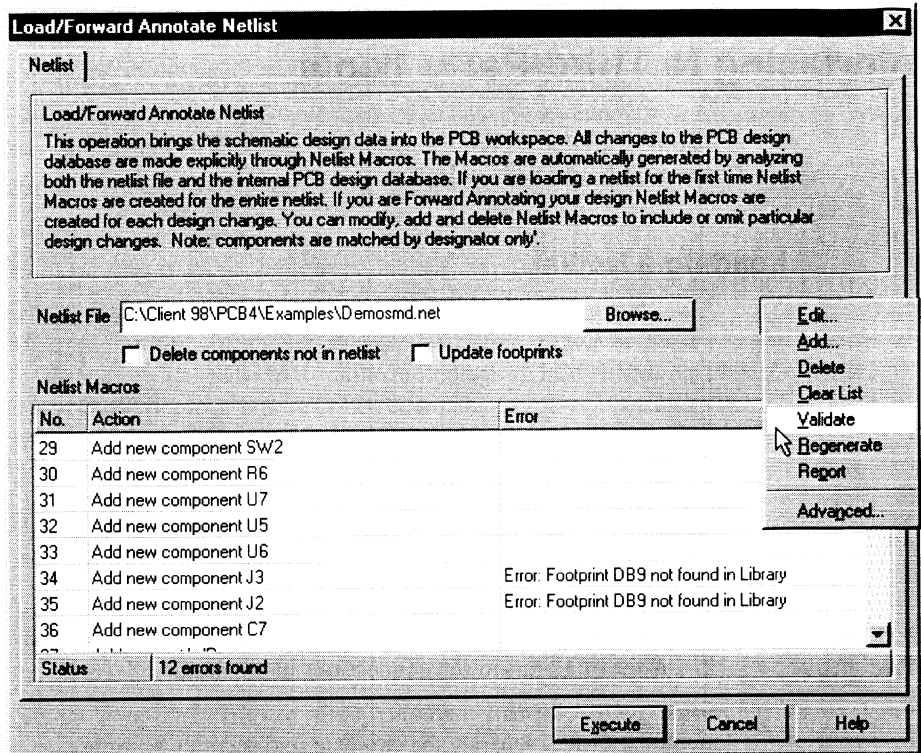 Load/Forward Annotate Netlist
Netlist
Load/Forward Annotate Netlist
This operation brings the schematic design data into the PCB workspace. All changes to the PCB design
database are made explicitly through Netlist Macros. The Macros are automatically generated by analyzing
both the netlist file and the internal PCB design database. If you are loading a netlist for the first time Netlist
Macros are created for the entire netlist. If you are Forward Annotating your design Netlist Macros are
created for each design change. You can modify, add and delete Netlist Macros to include or omit particular
design changes. Note: components are matched by designator only'.
Netlist File C:\Client 98\PCB4\Examples\Demosmd.net Browse...
Delete components not in netlist Update footprints
Edit...
Add...
Delete
Clear List
Validate
Regenerate
Report
Advanced...
Netlist Macros
No. Action Error
29 Add new component SW2
30 Add new component R6
31 Add new component U7
32 Add new component U5
33 Add new component U6
34 Add new component J3 Error: Footprint DB9 not found in Library
35 Add new component J2 Error: Footprint DB9 not found in Library
36 Add new component C7
Status 12 errors found
Execute Cancel Help